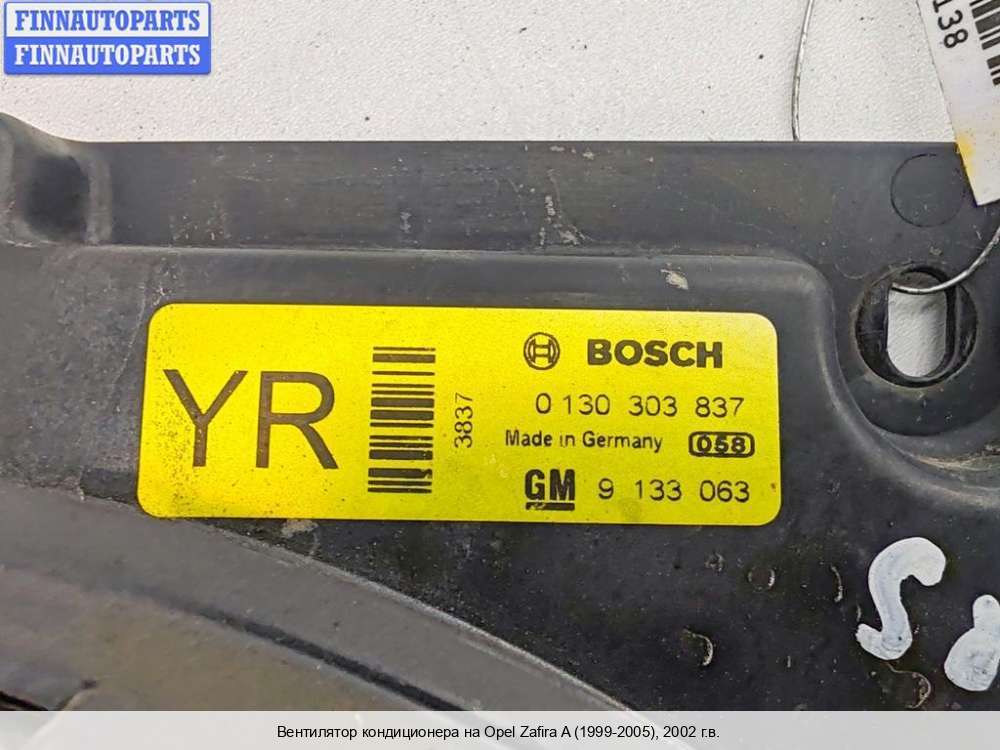 FINNAUTOPARTS
FINNAUTOPARTS
138
YR
3837
BOSCH
0 130 303 837
Made in Germany 058
GM 9 133 063
Вентилятор кондиционера на Opel Zafira A (1999-2005), 2002 г.в.